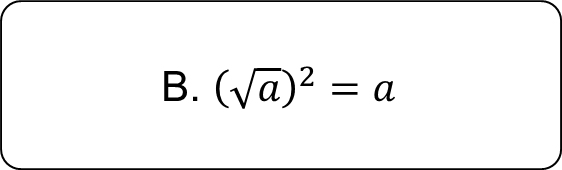 B. (√a)² = a